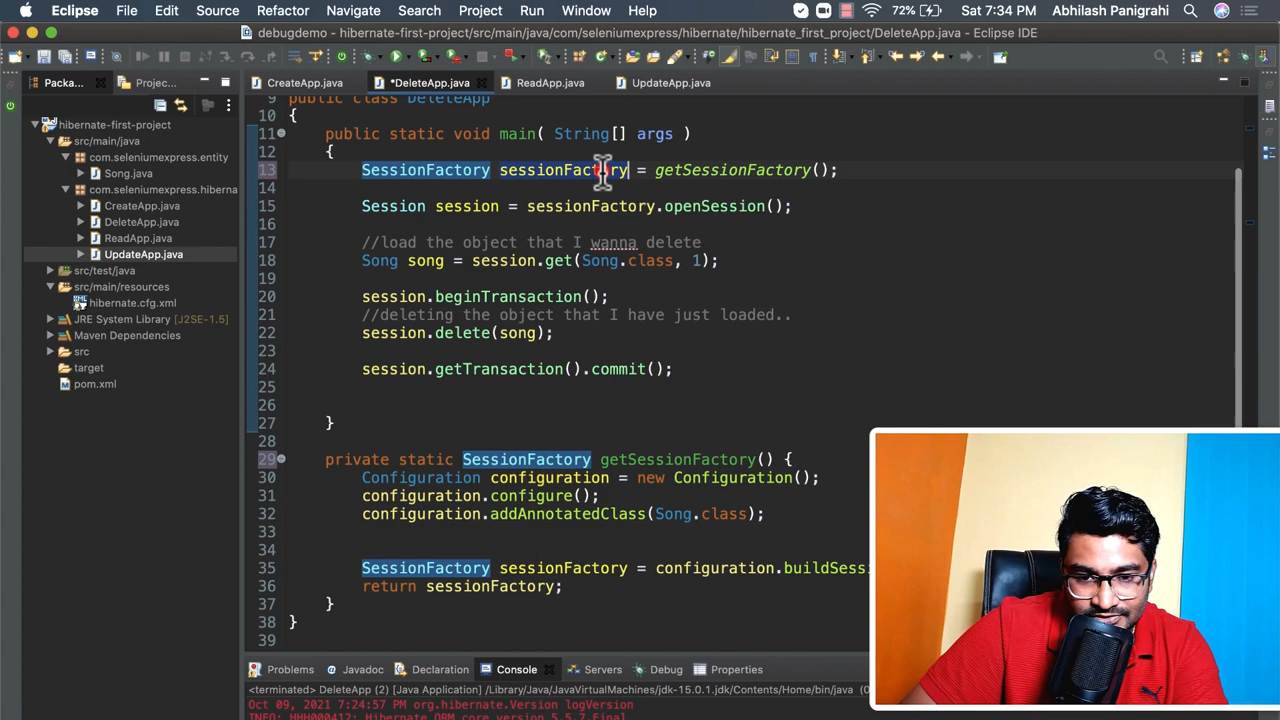 Eclipse File Edit Source Refactor Navigate Search Project Run Window Help 72% Sat 7:34 PM Abhilash Panigrahi
debugdemo - hibernate-first-project/src/main/java/com/seleniumexpress/hibernate/hibernate_first_project/DeleteApp.java - Eclipse IDE
Packa... Projec... CreateApp.java *DeleteApp.java ReadApp.java UpdateApp.java
hibernate-first-project
src/main/java
com.seleniumexpress.entity
Song.java
com.seleniumexpress.hiberna
CreateApp.java
DeleteApp.java
ReadApp.java
UpdateApp.java
src/test/java
src/main/resources
hibernate.cfg.xml
JRE System Library [J2SE-1.5]
Maven Dependencies
src
target
pom.xml
9 public class DeleteApp
10 {
11 public static void main( String[] args )
12 {
13 SessionFactory sessionFactory = getSessionFactory();
14
15 Session session = sessionFactory.openSession();
16
17 //load the object that I wanna delete
18 Song song = session.get(Song.class, 1);
19
20 session.beginTransaction();
21 //deleting the object that I have just loaded..
22 session.delete(song);
23
24 session.getTransaction().commit();
25
26
27 }
28
29 private static SessionFactory getSessionFactory() {
30 Configuration configuration = new Configuration();
31 configuration.configure();
32 configuration.addAnnotatedClass(Song.class);
33
34
35 SessionFactory sessionFactory = configuration.buildSessi
36 return sessionFactory;
37 }
38 }
39
Problems Javadoc Declaration Console Servers Debug Properties
<terminated> DeleteApp (2) [Java Application] /Library/Java/JavaVirtualMachines/jdk-15.0.1.jdk/Contents/Home/bin/java
Oct 09, 2021 7:24:57 PM org.hibernate.Version logVersion
INFO: HHH000412: Hibernate ORM core version 5.5.7.Final